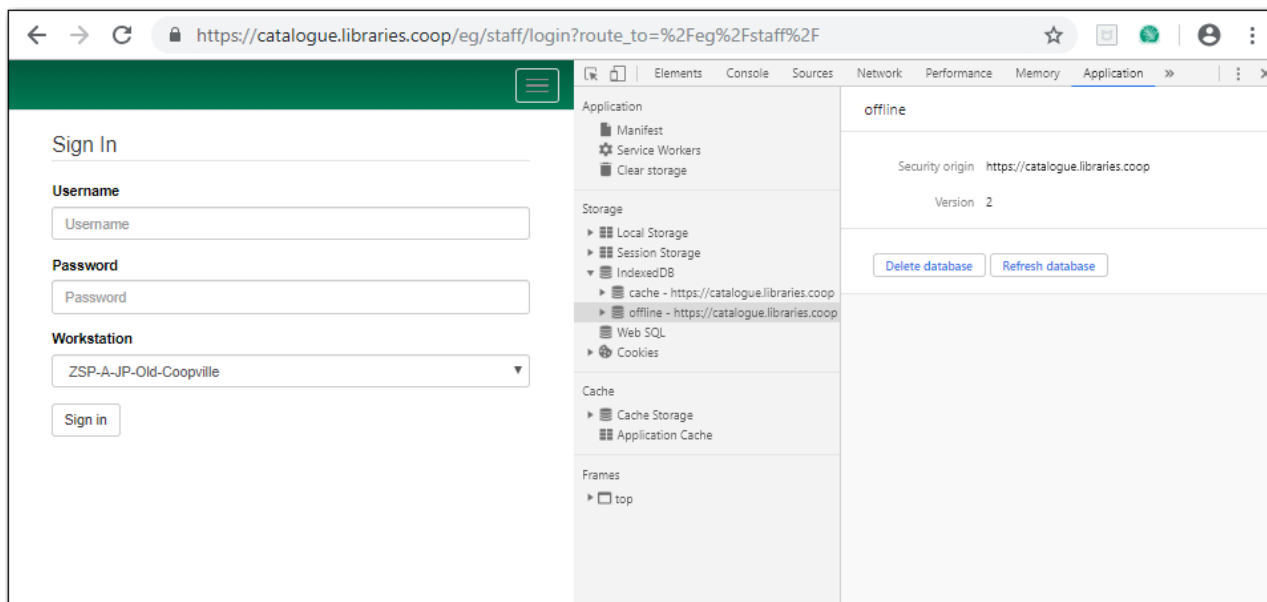 https://catalogue.libraries.coop/eg/staff/login?route_to=%2Feg%2Fstaff%2F
Elements Console Sources Network Performance Memory Application »
Sign In
Username
Username
Password
Password
Workstation
ZSP-A-JP-Old-Coopville
Sign in
Application
Manifest
Service Workers
Clear storage
Storage
Local Storage
Session Storage
IndexedDB
cache - https://catalogue.libraries.coop
offline - https://catalogue.libraries.coop
Web SQL
Cookies
Cache
Cache Storage
Application Cache
Frames
top
offline
Security origin https://catalogue.libraries.coop
Version 2
Delete database Refresh database